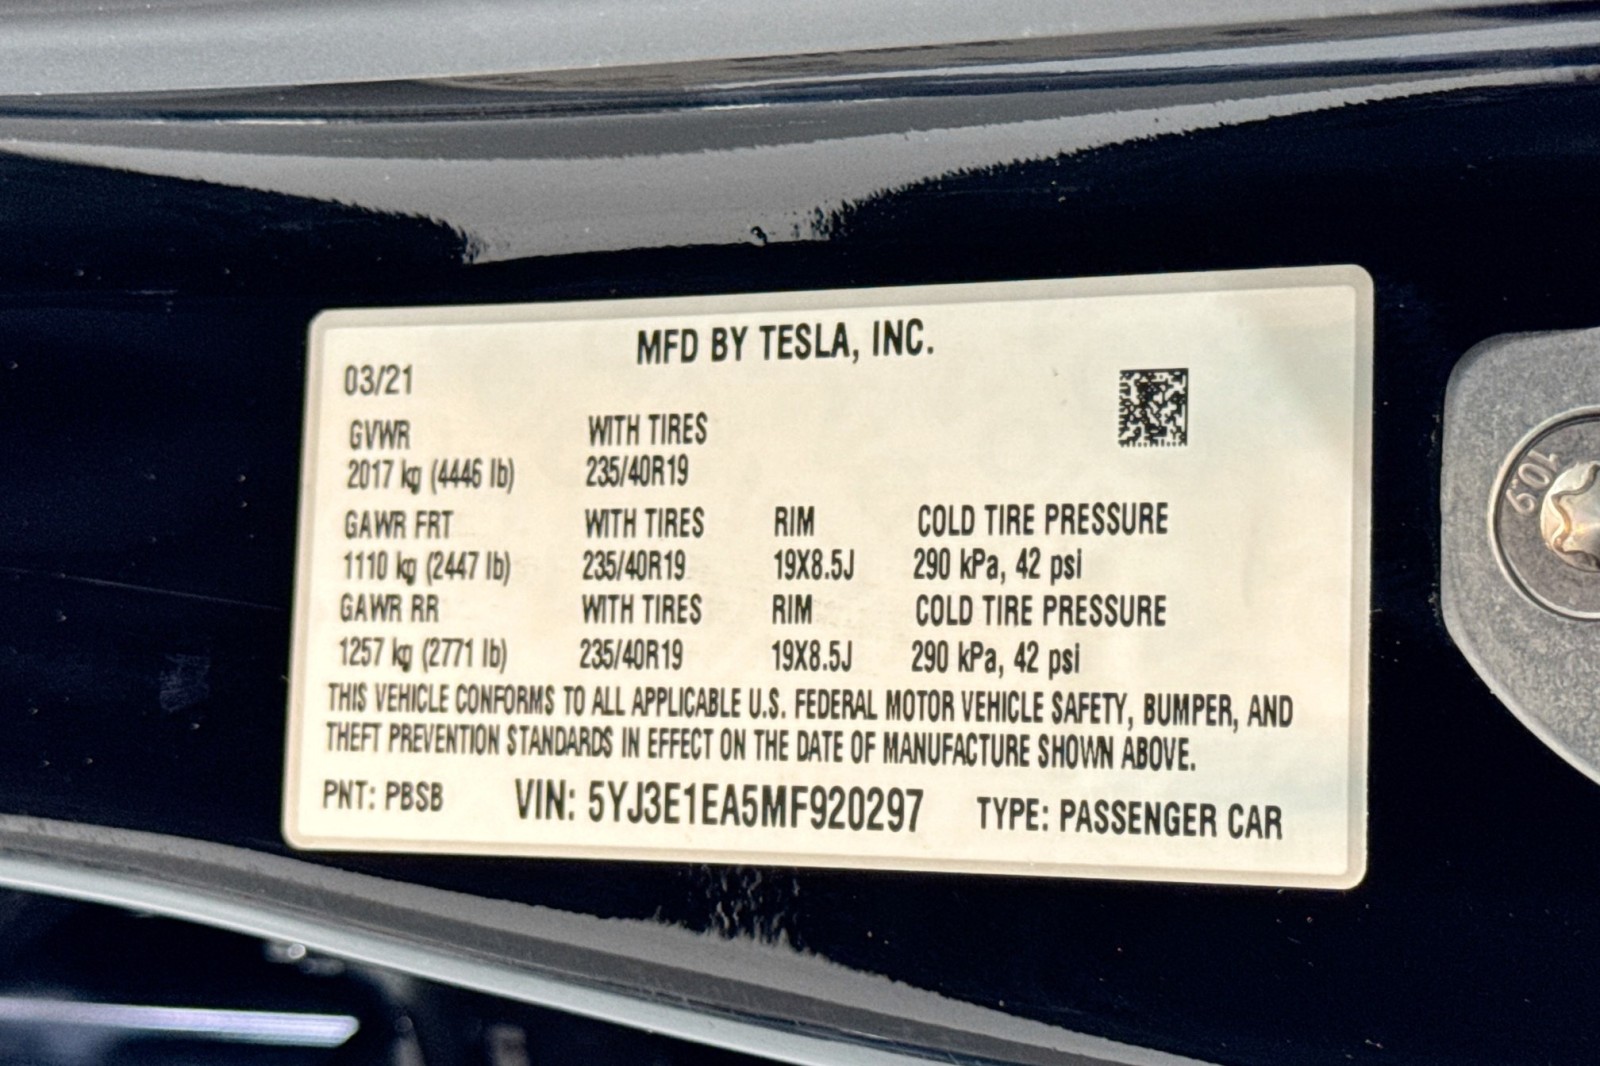 MFD BY TESLA, INC.
03/21
GVWR WITH TIRES
2017 kg (4446 lb) 235/40R19
GAWR FRT WITH TIRES RIM COLD TIRE PRESSURE
1110 kg (2447 lb) 235/40R19 19X8.5J 290 kPa, 42 psi
GAWR RR WITH TIRES RIM COLD TIRE PRESSURE
1257 kg (2771 lb) 235/40R19 19X8.5J 290 kPa, 42 psi
THIS VEHICLE CONFORMS TO ALL APPLICABLE U.S. FEDERAL MOTOR VEHICLE SAFETY, BUMPER, AND
THEFT PREVENTION STANDARDS IN EFFECT ON THE DATE OF MANUFACTURE SHOWN ABOVE.
PNT: PBSB VIN: 5YJ3E1EA5MF920297 TYPE: PASSENGER CAR
10.9